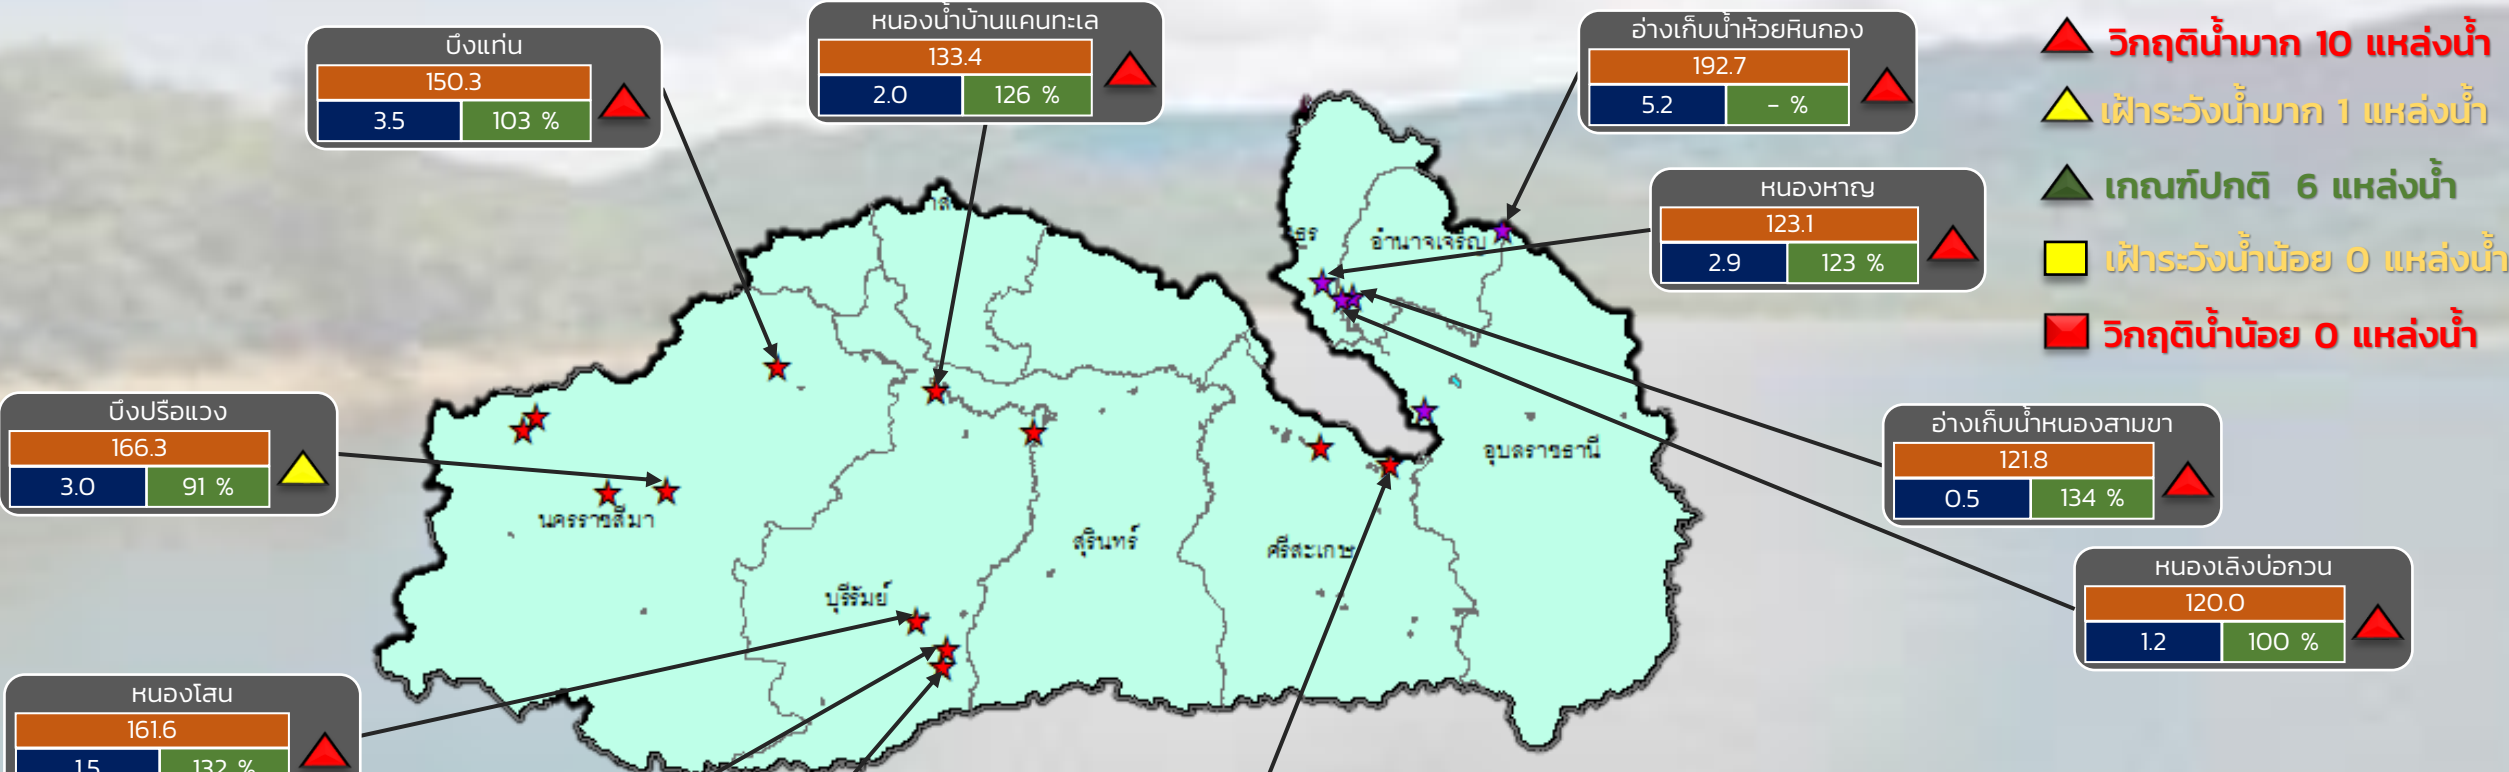 บึงแท่น
150.3
3.5 103 %
หนองน้ำบ้านแคนทะเล
133.4
2.0 126 %
อ่างเก็บน้ำห้วยหินกอง
192.7
5.2 - %
วิกฤติน้ำมาก 10 แหล่งน้ำ
เฝ้าระวังน้ำมาก 1 แหล่งน้ำ
เกณฑ์ปกติ 6 แหล่งน้ำ
เฝ้าระวังน้ำน้อย 0 แหล่งน้ำ
วิกฤติน้ำน้อย 0 แหล่งน้ำ
หนองหาญ
123.1
2.9 123 %
อำนาจเจริญ
บึงปรือแวง
166.3
3.0 91 %
อ่างเก็บน้ำหนองสามขา
121.8
0.5 134 %
อุบลราชธานี
นครราชสีมา
สุรินทร์
ศรีสะเกษ
บุรีรัมย์
หนองเลิงบ่อกวน
120.0
1.2 100 %
หนองโสน
161.6
1.5 132 %